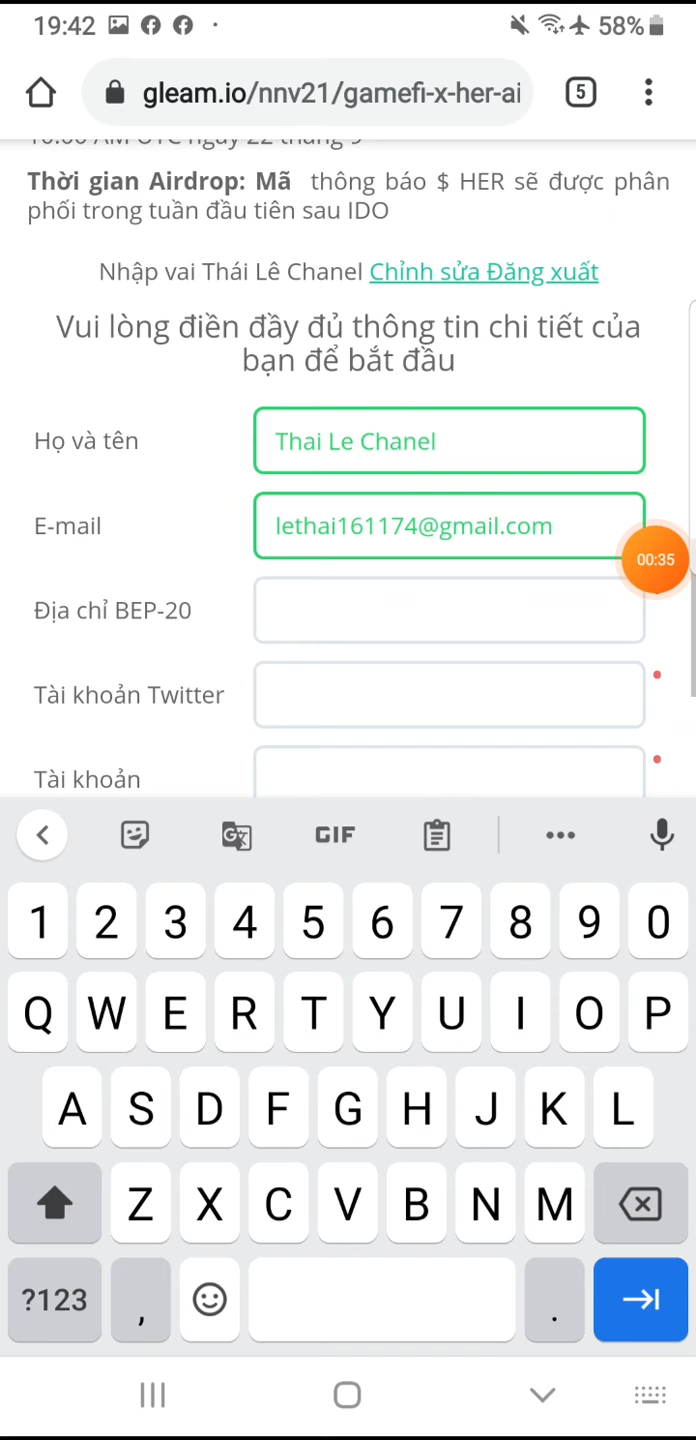 19:42
58%
gleam.io/nnv21/gamefi-x-her-ai
5
Thời gian Airdrop: Mã thông báo $ HER sẽ được phân
phối trong tuần đầu tiên sau IDO
Nhập vai Thái Lê Chanel Chỉnh sửa Đăng xuất
Vui lòng điền đầy đủ thông tin chi tiết của
bạn để bắt đầu
Họ và tên
Thai Le Chanel
E-mail
lethai161174@gmail.com
00:35
Địa chỉ BEP-20
Tài khoản Twitter
Tài khoản
GIF
1 2 3 4 5 6 7 8 9 0
Q W E R T Y U I O P
A S D F G H J K L
Z X C V B N M
?123 , .